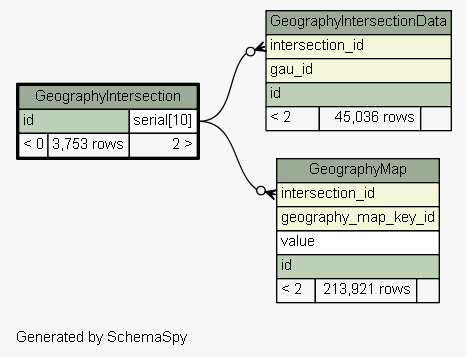 GeographyIntersectionData
intersection_id
gau_id
id
< 2 45,036 rows
GeographyIntersection
id serial[10]
< 0 3,753 rows 2 >
GeographyMap
intersection_id
geography_map_key_id
value
id
< 2 213,921 rows
Generated by SchemaSpy